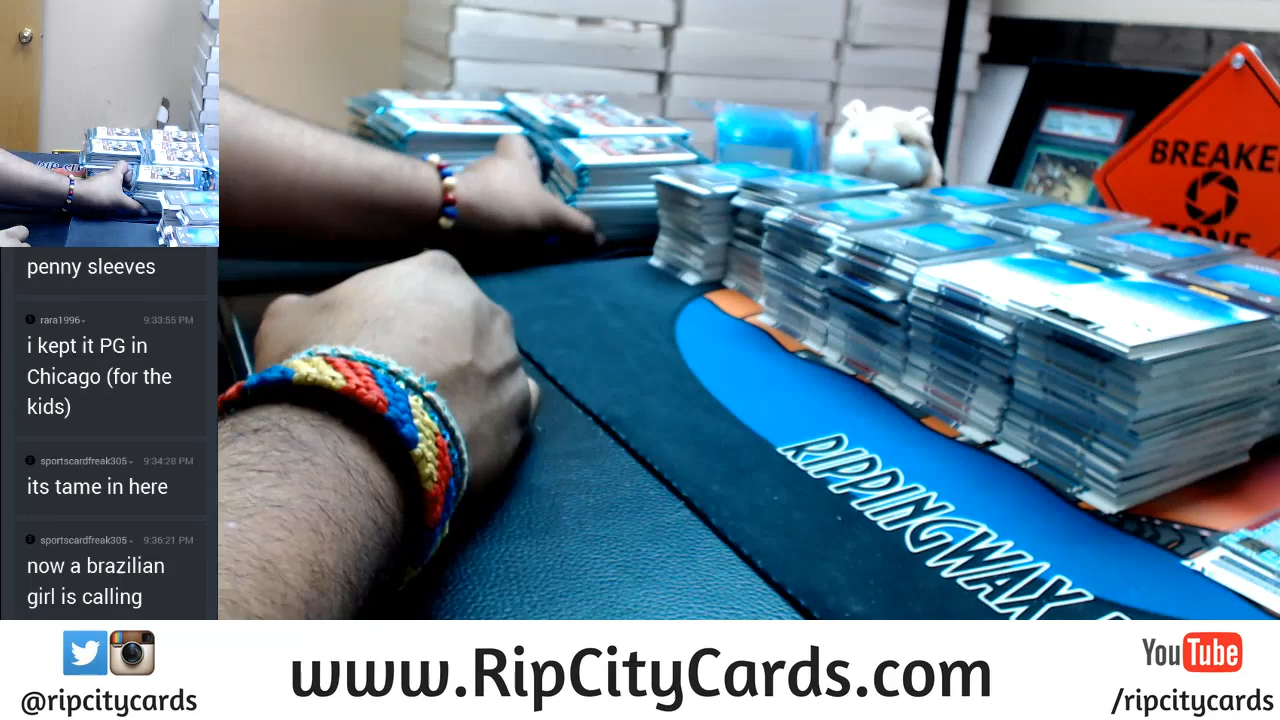 penny sleeves
rara1996
9:33:55 PM
i kept it PG in
Chicago (for the
kids)
sportscardfreak305
9:34:28 PM
its tame in here
sportscardfreak305
9:36:21 PM
now a brazilian
girl is calling
BREAKE
ZONE
RIPPINGWAX
@ripcitycards
www.RipCityCards.com
YouTube
/ripcitycards